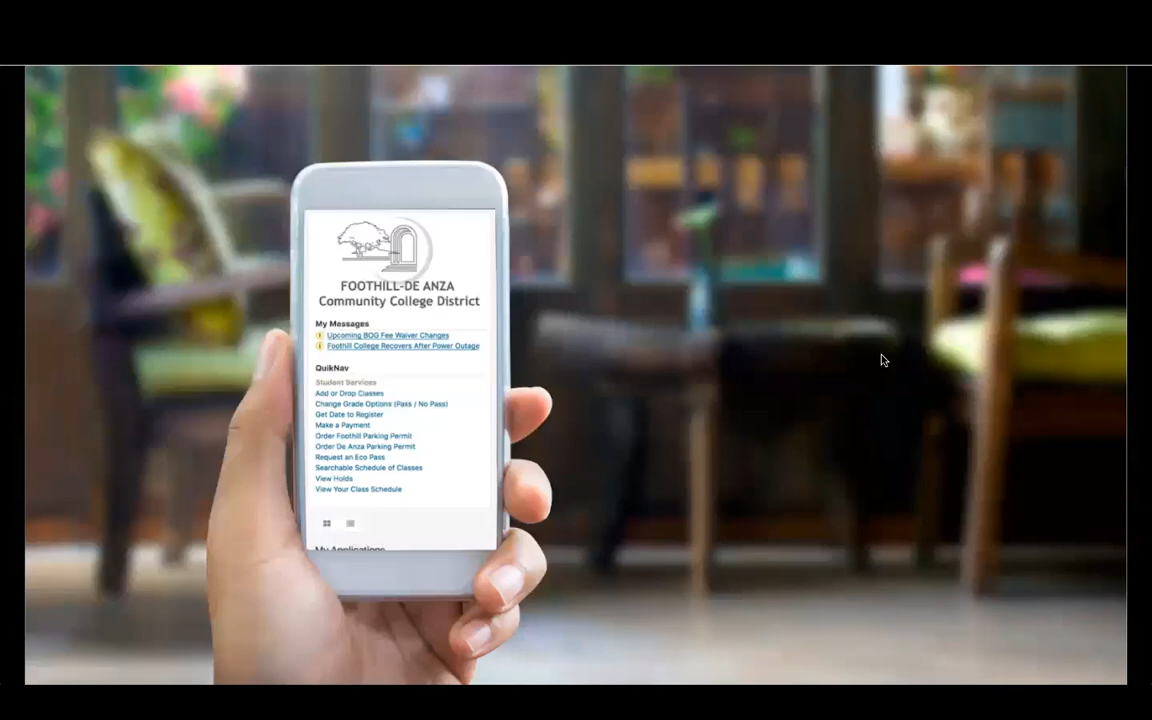 FOOTHILL-DE ANZA
Community College District
My Messages
Upcoming BOG Fee Waiver Changes
Foothill College Recovers After Power Outage
QuikNav
Student Services
Add or Drop Classes
Change Grade Options (Pass / No Pass)
Get Date to Register
Make a Payment
Order Foothill Parking Permit
Order De Anza Parking Permit
Request an Eco Pass
Searchable Schedule of Classes
View Holds
View Your Class Schedule
My Applications